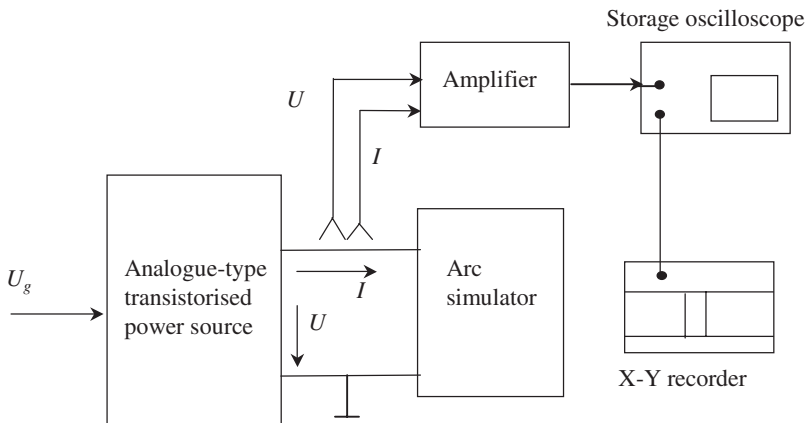 Storage oscilloscope
Amplifier
U
I
U_g
Analogue-type
transistorised
power source
I
U
Arc
simulator
X-Y recorder